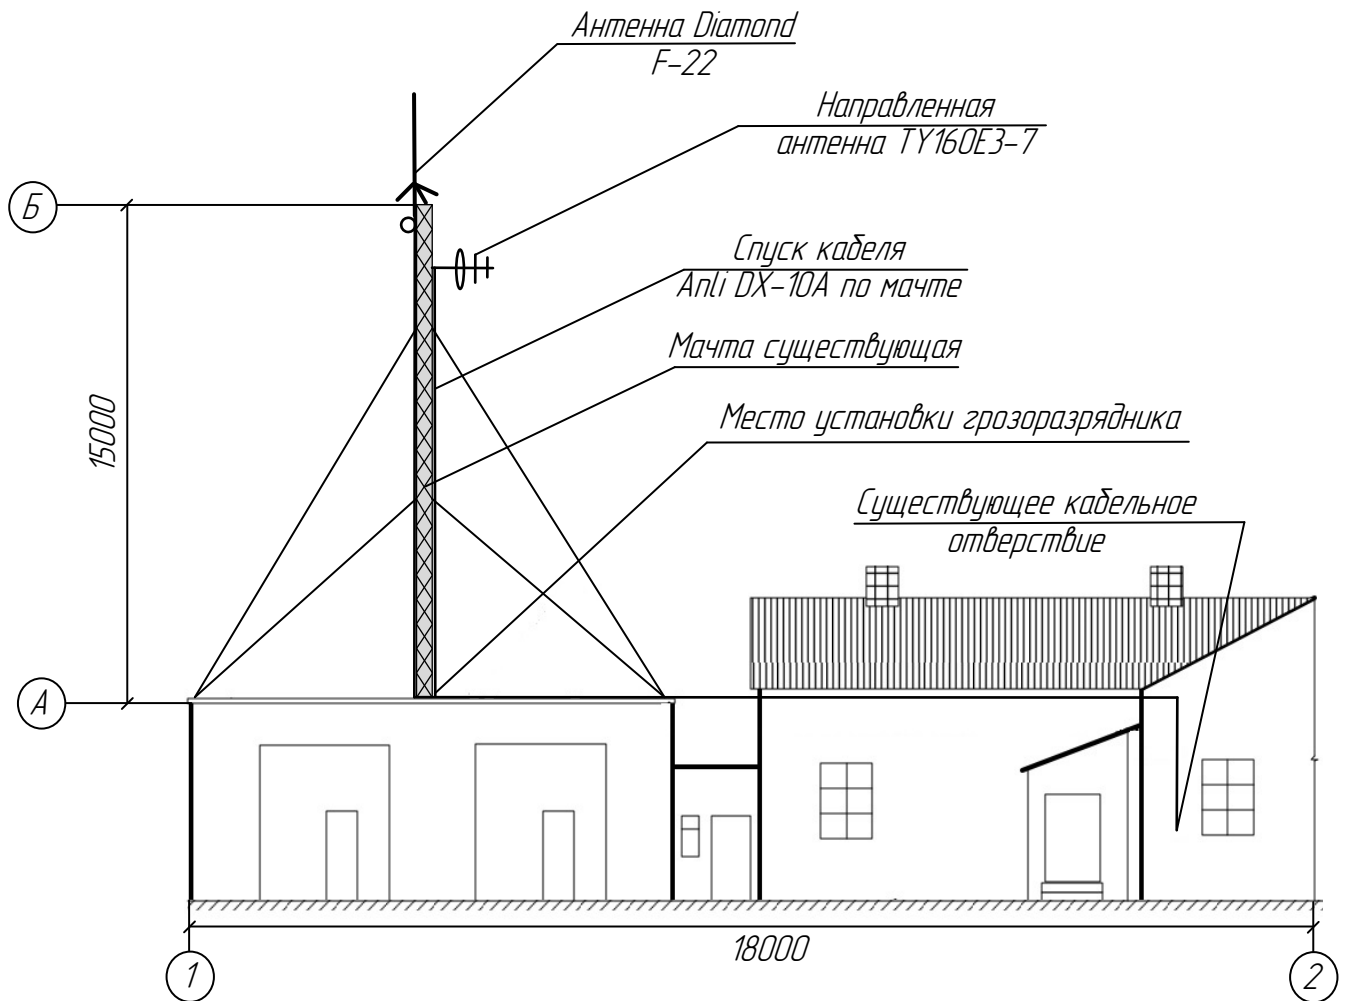 Антенна Diamond
F-22
Направленная
антенна TY160E3-7
Б
Спуск кабеля
Anli DX-10A по мачте
Мачта существующая
15000
Место установки грозоразрядника
Существующее кабельное
отверстие
А
18000
1
2